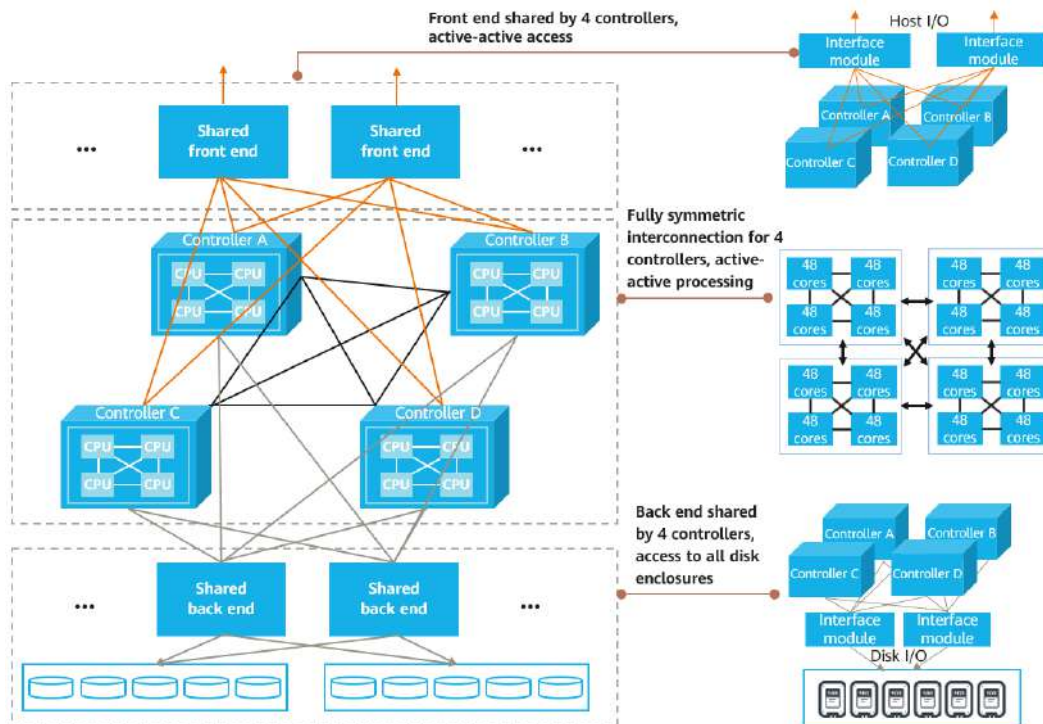 Front end shared by 4 controllers,
active-active access
Host I/O
Interface
module
Interface
module
Controller A
Controller B
Controller C
Controller D
...
Shared
front end
Shared
front end
...
Controller A
CPU
CPU
CPU
CPU
Controller B
CPU
CPU
CPU
CPU
Controller C
CPU
CPU
CPU
CPU
Controller D
CPU
CPU
CPU
CPU
Fully symmetric
interconnection for 4
controllers, active-
active processing
48
cores
48
cores
48
cores
48
cores
48
cores
48
cores
48
cores
48
cores
48
cores
48
cores
48
cores
48
cores
48
cores
48
cores
48
cores
48
cores
...
Shared
back end
Shared
back end
...
Back end shared
by 4 controllers,
access to all disk
enclosures
Controller A
Controller B
Controller C
Controller D
Interface
module
Interface
module
Disk I/O